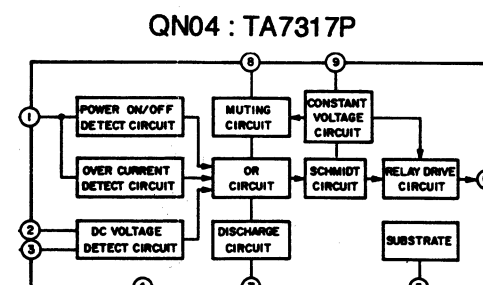 QN04 : TA7317P
8
9
1
POWER ON/OFF
DETECT CIRCUIT
MUTING
CIRCUIT
CONSTANT
VOLTAGE
CIRCUIT
OVER CURRENT
DETECT CIRCUIT
OR
CIRCUIT
SCHMIDT
CIRCUIT
RELAY DRIVE
CIRCUIT
2
3
DC VOLTAGE
DETECT CIRCUIT
DISCHARGE
CIRCUIT
SUBSTRATE